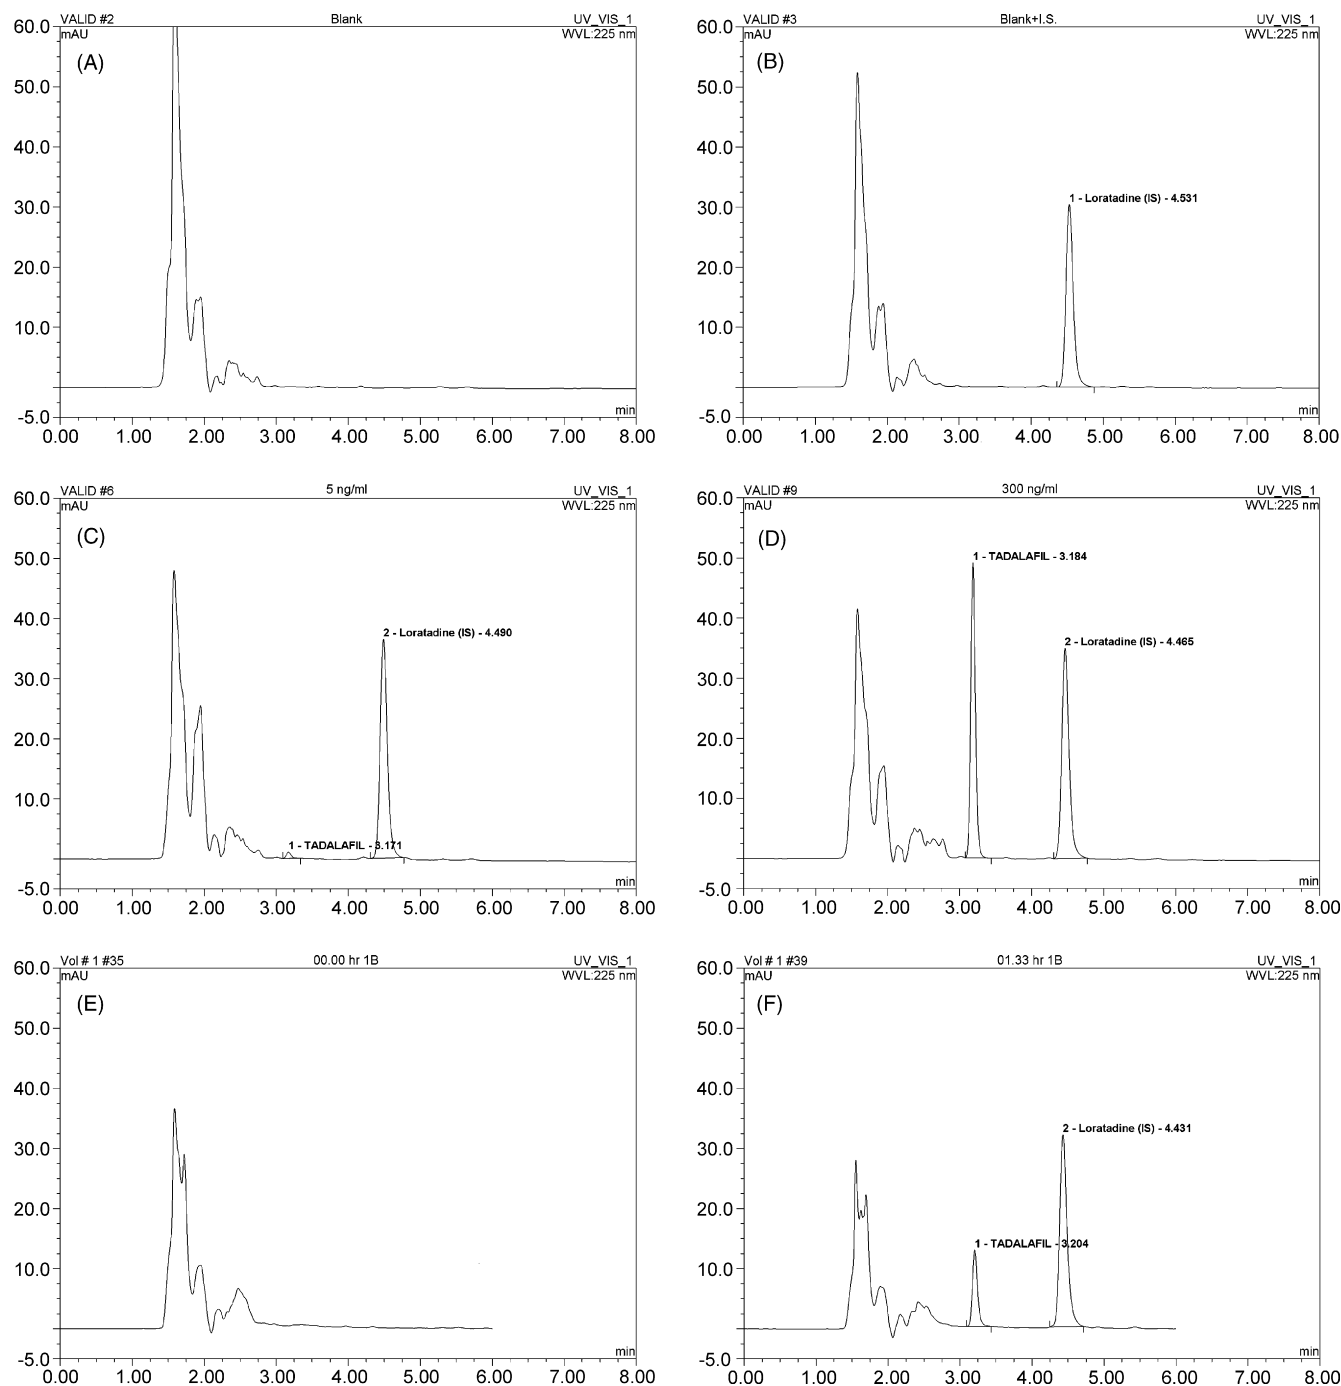 VALID #2 Blank UV_VIS_1
60.0 mAU WVL:225 nm
(A)
50.0
40.0
30.0
20.0
10.0
-5.0 min
0.00 1.00 2.00 3.00 4.00 5.00 6.00 7.00 8.00
VALID #3 Blank+I.S. UV_VIS_1
60.0 mAU WVL:225 nm
(B)
50.0
40.0
30.0 1 - Loratadine (IS) - 4.531
20.0
10.0
-5.0 min
0.00 1.00 2.00 3.00 4.00 5.00 6.00 7.00 8.00
VALID #6 5 ng/ml UV_VIS_1
60.0 mAU WVL:225 nm
(C)
50.0
40.0
2 - Loratadine (IS) - 4.490
30.0
20.0
10.0
1 - TADALAFIL - 3.171
-5.0 min
0.00 1.00 2.00 3.00 4.00 5.00 6.00 7.00 8.00
VALID #9 300 ng/ml UV_VIS_1
60.0 mAU WVL:225 nm
(D)
50.0 1 - TADALAFIL - 3.184
40.0
2 - Loratadine (IS) - 4.465
30.0
20.0
10.0
-5.0 min
0.00 1.00 2.00 3.00 4.00 5.00 6.00 7.00 8.00
Vol # 1 #35 00.00 hr 1B UV_VIS_1
60.0 mAU WVL:225 nm
(E)
50.0
40.0
30.0
20.0
10.0
-5.0 min
0.00 1.00 2.00 3.00 4.00 5.00 6.00 7.00 8.00
Vol # 1 #39 01.33 hr 1B UV_VIS_1
60.0 mAU WVL:225 nm
(F)
50.0
40.0
2 - Loratadine (IS) - 4.431
30.0
20.0
1 - TADALAFIL - 3.204
10.0
-5.0 min
0.00 1.00 2.00 3.00 4.00 5.00 6.00 7.00 8.00